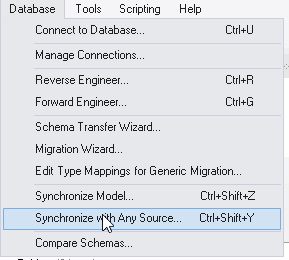 Database Tools Scripting Help
Connect to Database... Ctrl+U
Manage Connections...
Reverse Engineer... Ctrl+R
Forward Engineer... Ctrl+G
Schema Transfer Wizard...
Migration Wizard...
Edit Type Mappings for Generic Migration...
Synchronize Model... Ctrl+Shift+Z
Synchronize with Any Source... Ctrl+Shift+Y
Compare Schemas...